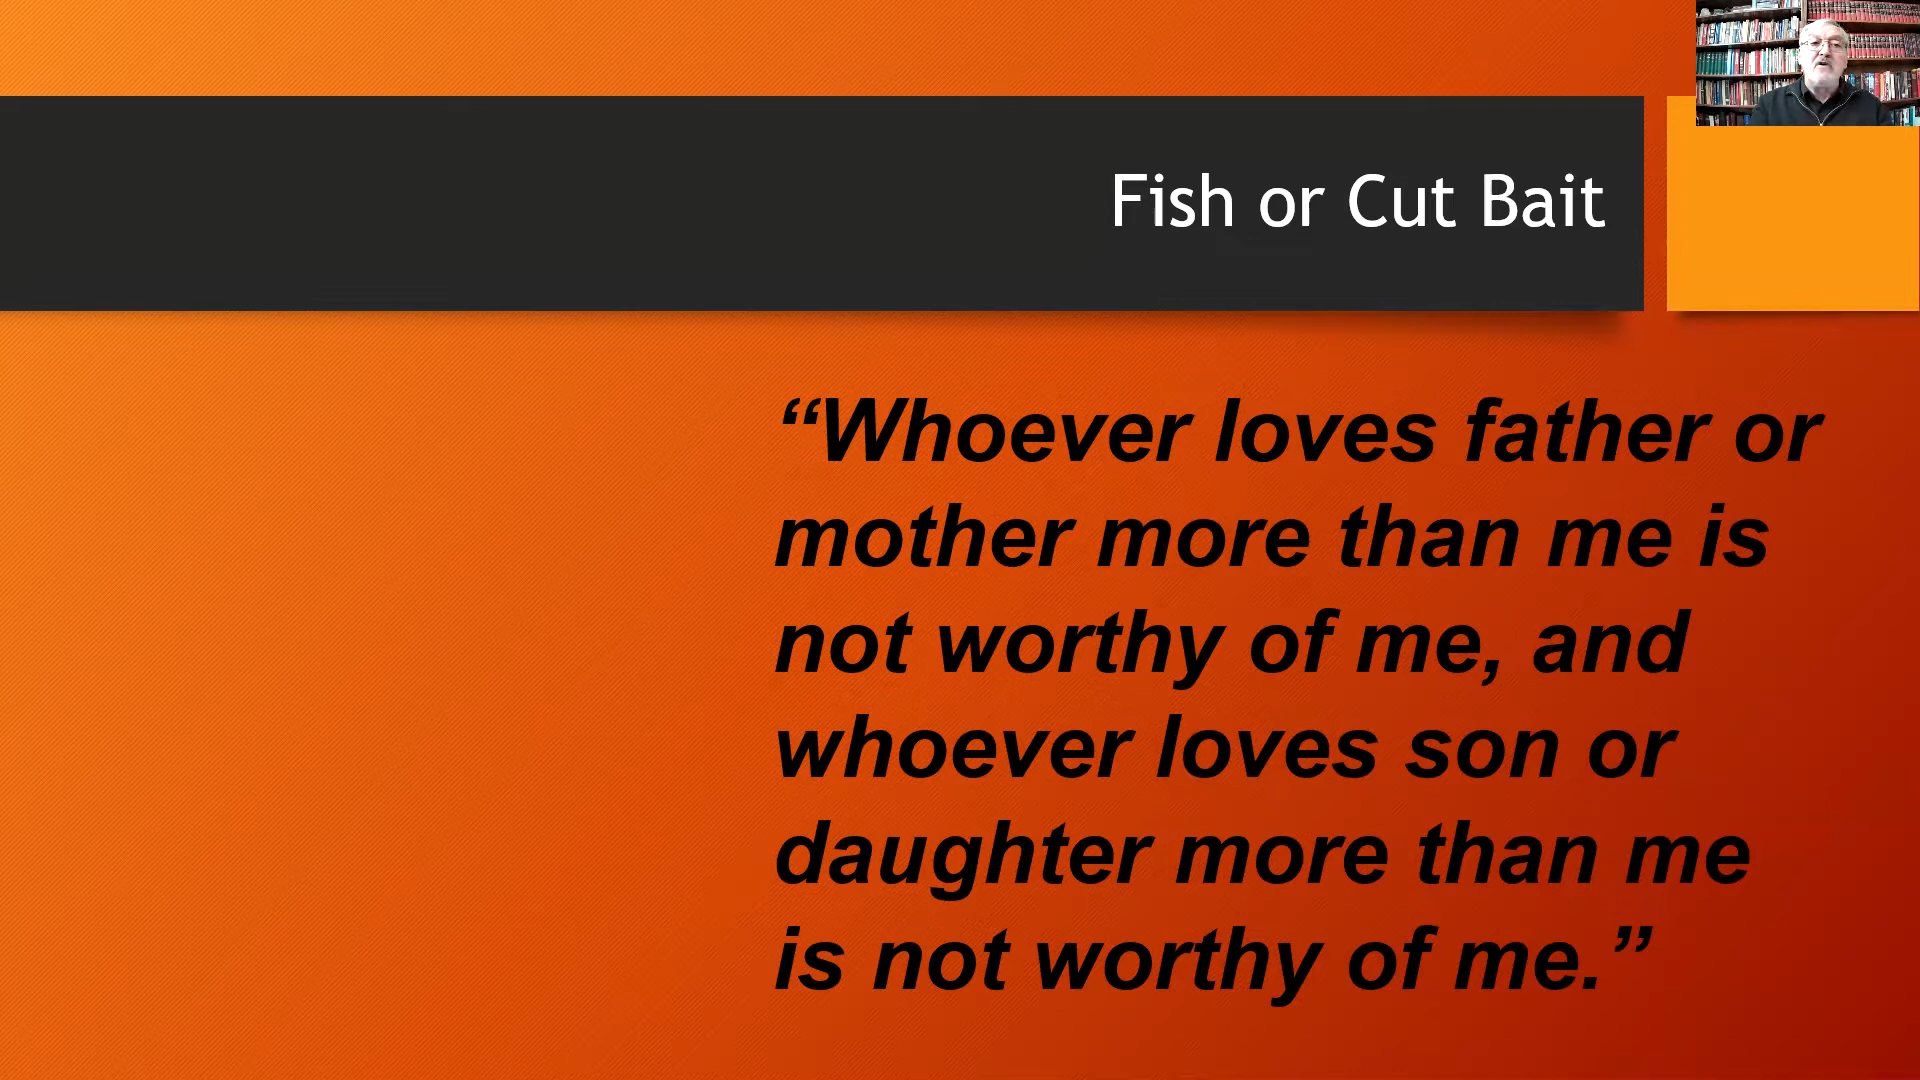 Fish or Cut Bait
“Whoever loves father or
mother more than me is
not worthy of me, and
whoever loves son or
daughter more than me
is not worthy of me.”